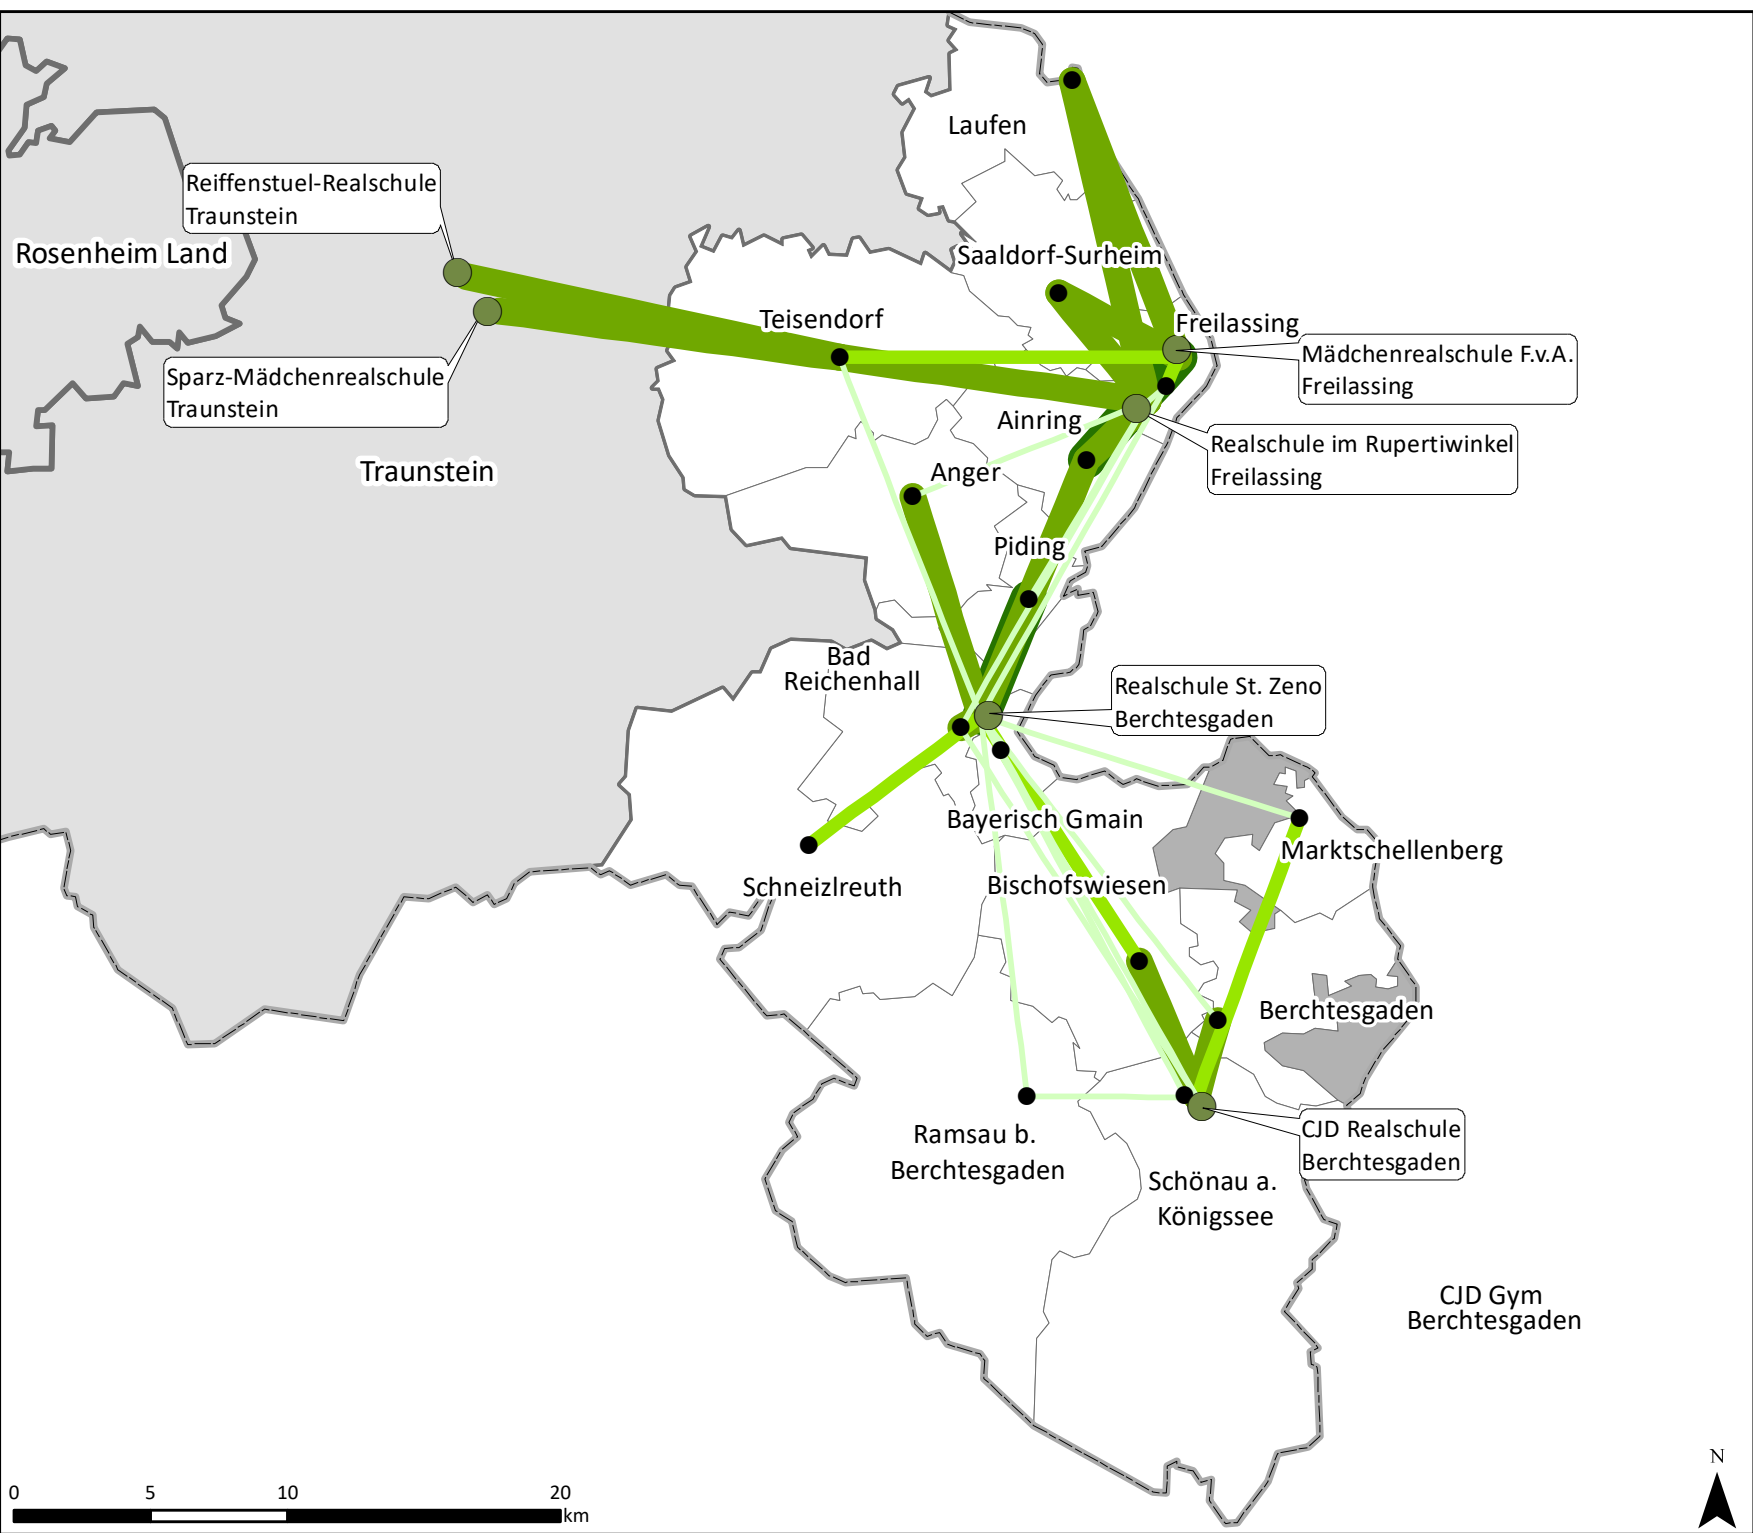 Laufen
Reiffenstuel-Realschule
Traunstein
Rosenheim Land
Saaldorf-Surheim
Teisendorf
Freilassing
Mädchenrealschule F.v.A.
Freilassing
Sparz-Mädchenrealschule
Traunstein
Ainring
Realschule im Rupertiwinkel
Freilassing
Traunstein
Anger
Piding
Bad
Reichenhall
Realschule St. Zeno
Berchtesgaden
Bayerisch Gmain
Marktschellenberg
Schneizlreuth
Bischofswiesen
Berchtesgaden
Ramsau b.
Berchtesgaden
CJD Realschule
Berchtesgaden
Schönau a.
Königssee
CJD Gym
Berchtesgaden
N
0 5 10 20
km